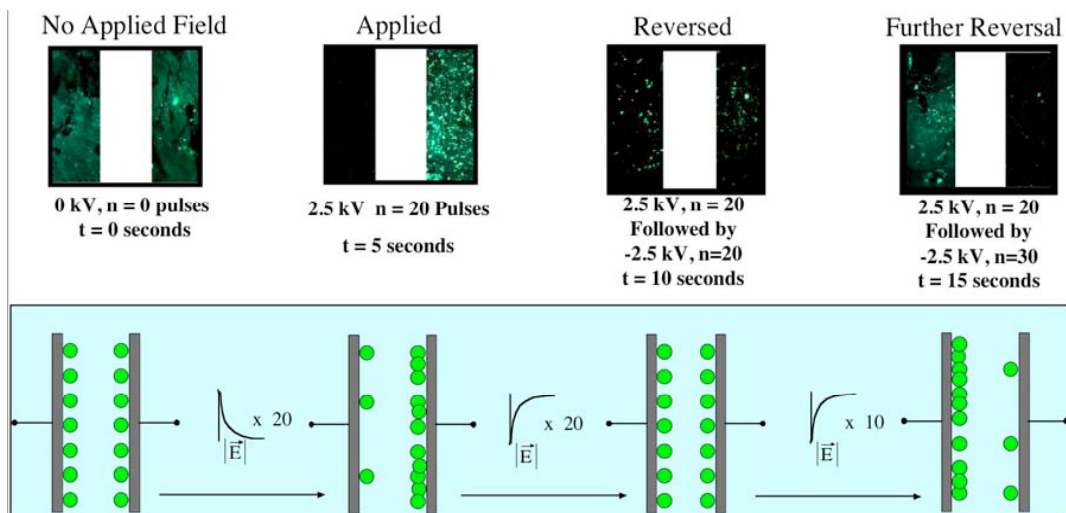 No Applied Field
Applied
Reversed
Further Reversal
0 kV, n = 0 pulses
t = 0 seconds
2.5 kV n = 20 Pulses
t = 5 seconds
2.5 kV, n = 20
Followed by
-2.5 kV, n=20
t = 10 seconds
2.5 kV, n = 20
Followed by
-2.5 kV, n=30
t = 15 seconds
x 20
|E⃗|
x 20
|E⃗|
x 10
|E⃗|